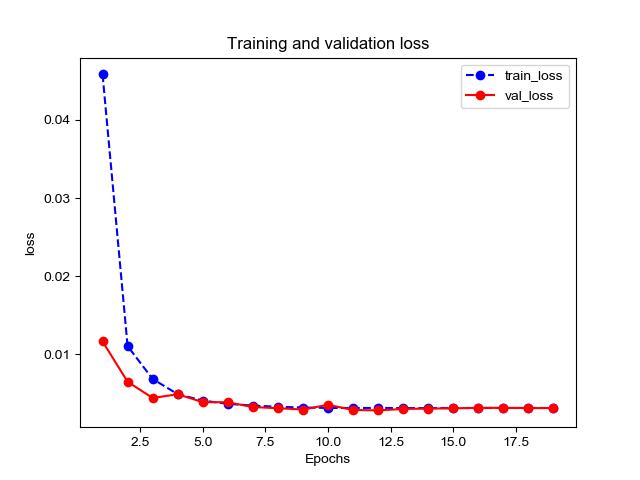 Training and validation loss
train_loss
val_loss
0.04
0.03
0.02
0.01
loss
2.5 5.0 7.5 10.0 12.5 15.0 17.5
Epochs